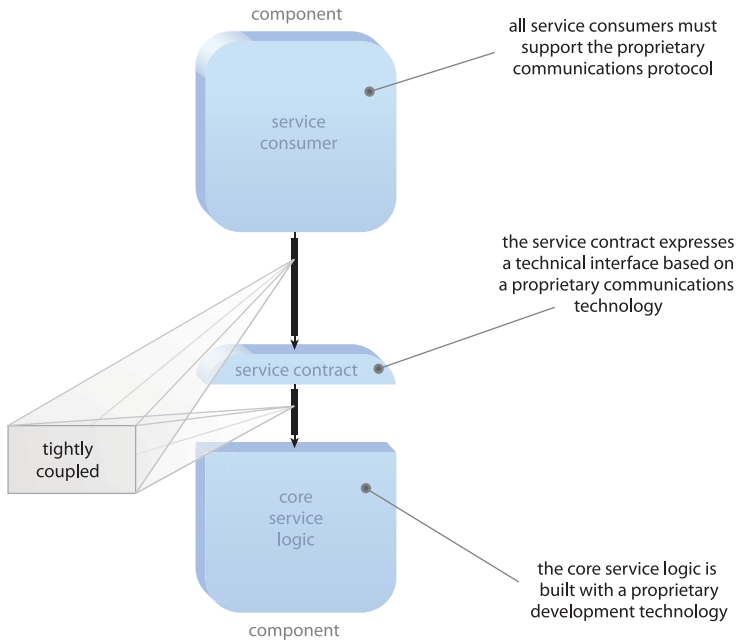 component
all service consumers must
support the proprietary
communications protocol
service
consumer
the service contract expresses
a technical interface based on
a proprietary communications
technology
service contract
tightly
coupled
core
service
logic
the core service logic is
built with a proprietary
development technology
component